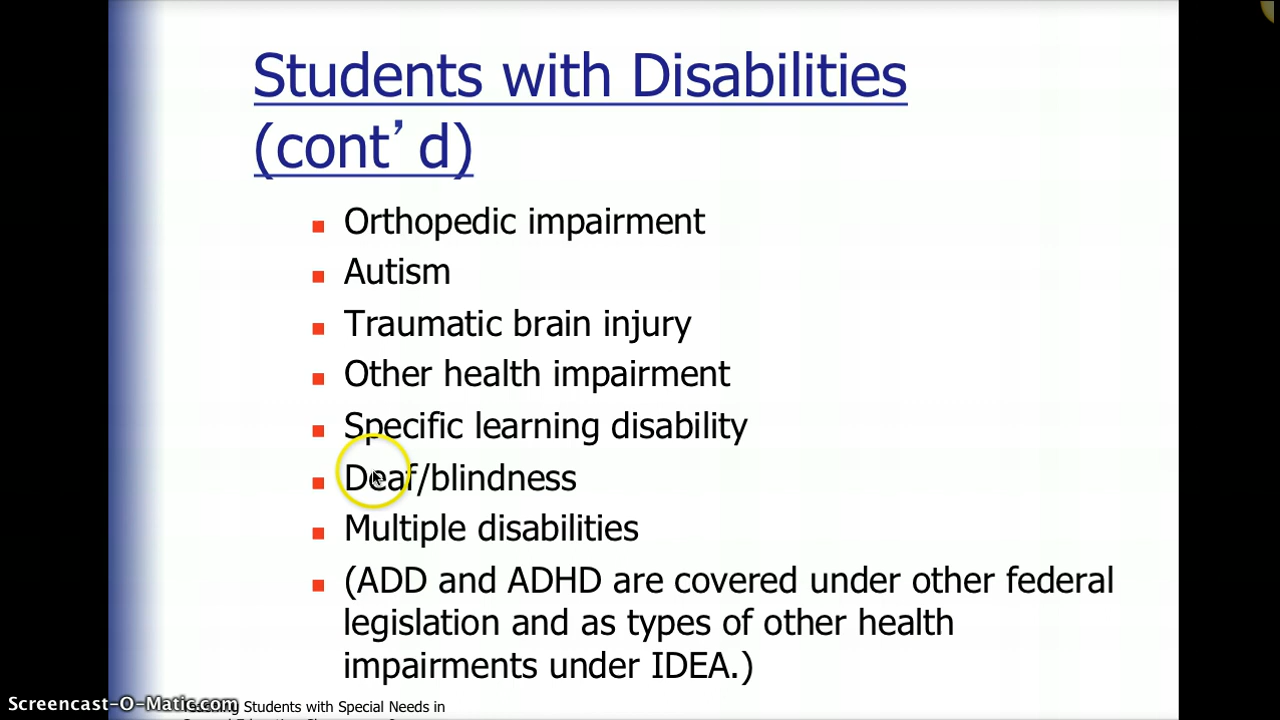 Students with Disabilities
(cont’d)
Orthopedic impairment
Autism
Traumatic brain injury
Other health impairment
Specific learning disability
Deaf/blindness
Multiple disabilities
(ADD and ADHD are covered under other federal
legislation and as types of other health
impairments under IDEA.)
Screencast-O-Matic.com
Students with Special Needs in